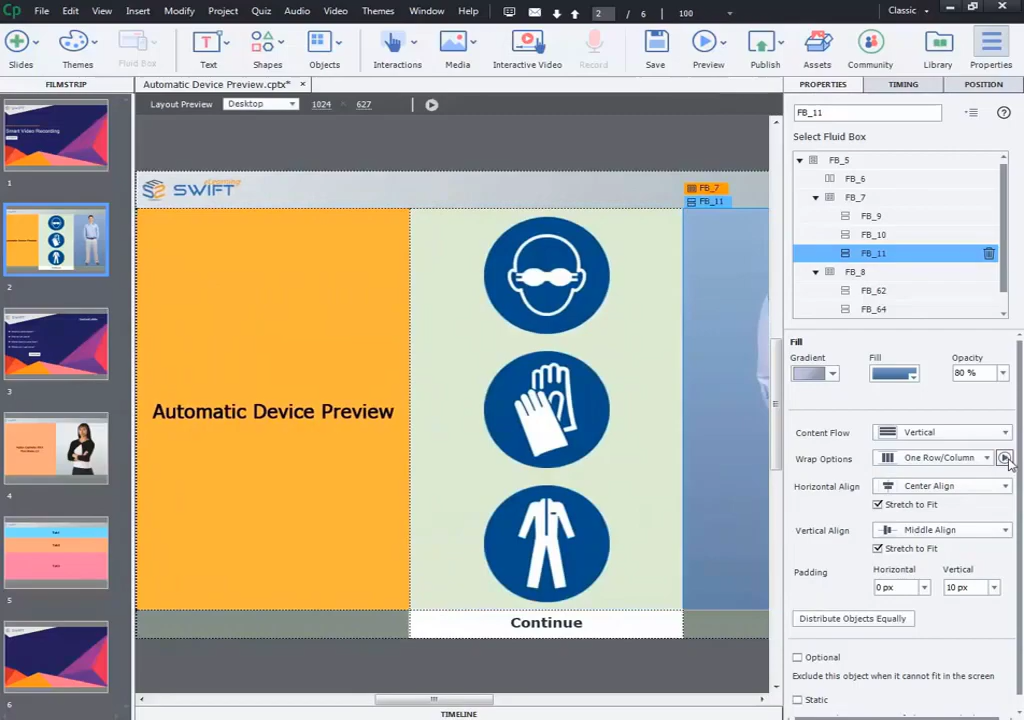 Cp File Edit View Insert Modify Project Quiz Audio Video Themes Window Help 2 / 6 100 Classic
Slides Themes Fluid Box Text Shapes Objects Interactions Media Interactive Video Record Save Preview Publish Assets Community Library Properties
FILMSTRIP
Automatic Device Preview.cptx*
PROPERTIES TIMING POSITION
Layout Preview Desktop 1024 627
FB_11
Select Fluid Box
FB_5
FB_6
FB_7
FB_9
FB_10
FB_11
FB_8
FB_62
FB_64
Smart Video Recording
1
2
3
4
5
6
SWIFT
FB_7
FB_11
Automatic Device Preview
Continue
Fill
Gradient Fill Opacity
80 %
Content Flow Vertical
Wrap Options One Row/Column
Horizontal Align Center Align
Stretch to Fit
Vertical Align Middle Align
Stretch to Fit
Padding Horizontal Vertical
0 px 10 px
Distribute Objects Equally
Optional
Exclude this object when it cannot fit in the screen
Static
TIMELINE